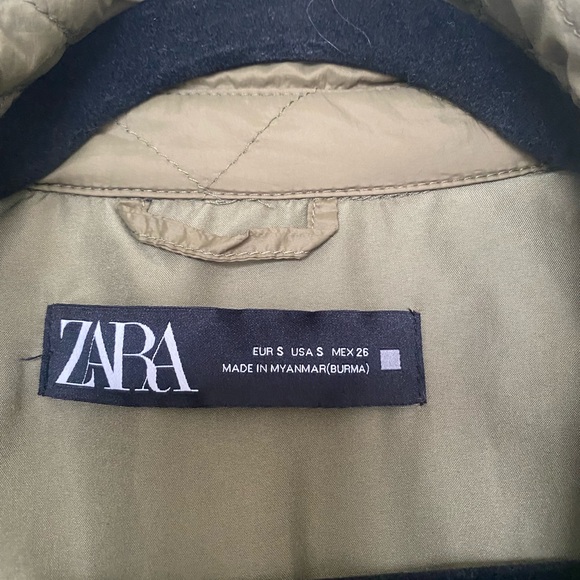 ZARA
EUR S USA S MEX 26
MADE IN MYANMAR(BURMA)